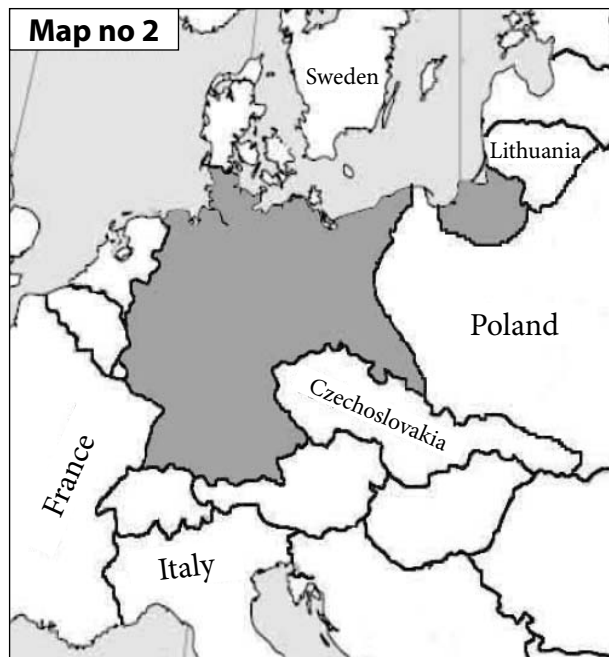 Map no 2
Sweden
Lithuania
Poland
Czechoslovakia
France
Italy